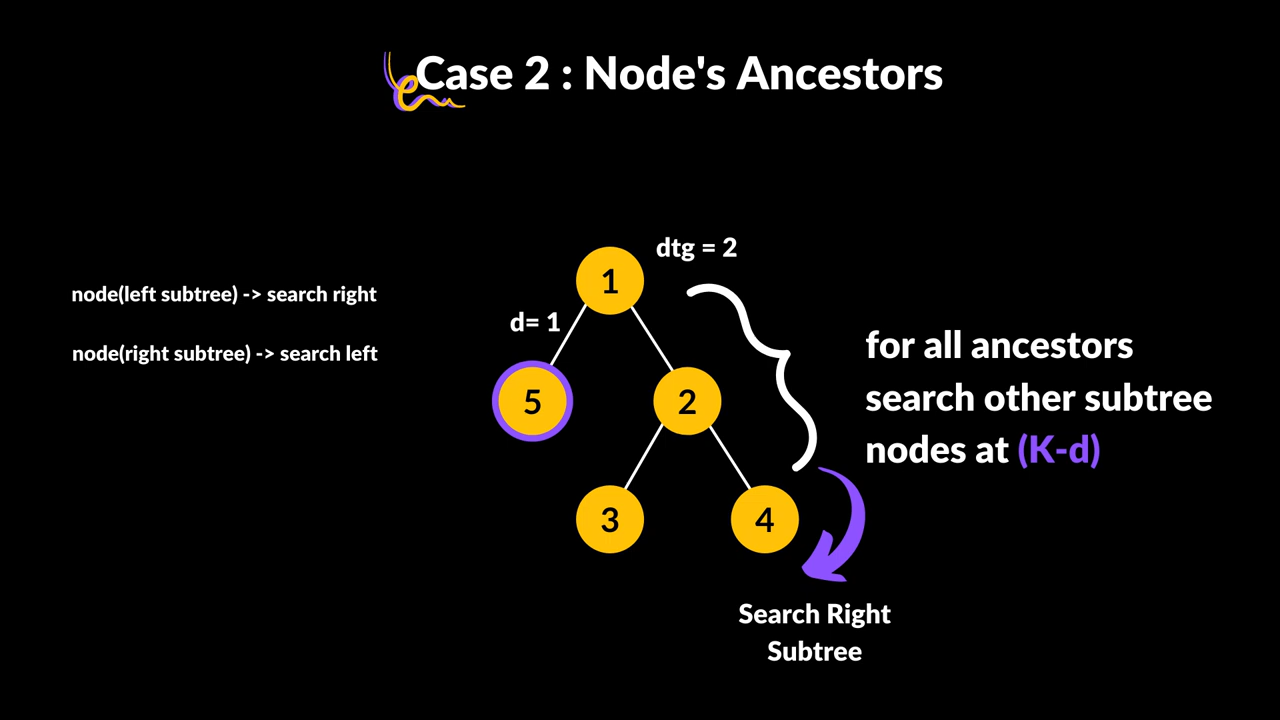 Case 2 : Node's Ancestors
dtg = 2
1
node(left subtree) -> search right
d= 1
node(right subtree) -> search left
for all ancestors
search other subtree
nodes at (K-d)
5
2
3
4
Search Right
Subtree